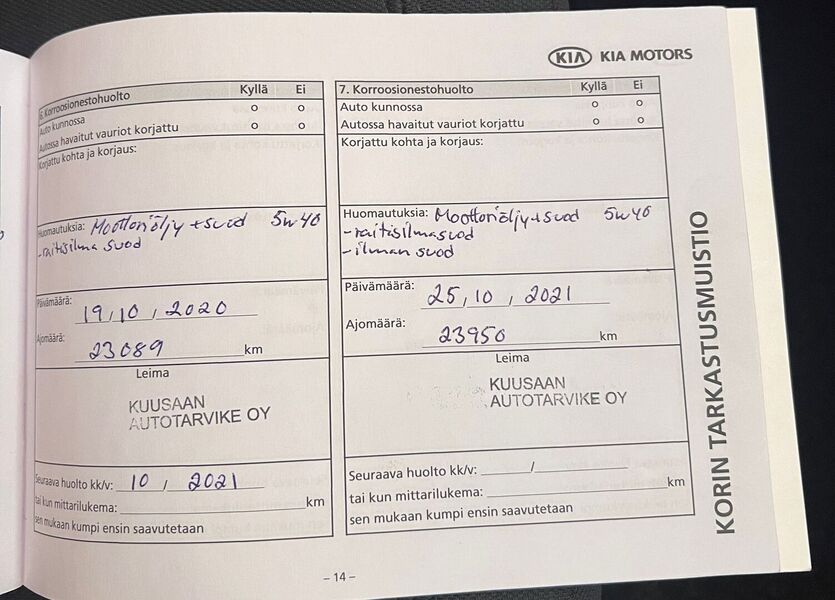 KIA KIA MOTORS
6. Korroosionestohuolto Kyllä Ei
Auto kunnossa o o
Autossa havaitut vauriot korjattu o o
Korjattu kohta ja korjaus:
Huomautuksia: Moottoriöljy + suod 5w40
-raitisilma suod
Päivämäärä: 19,10, 2020
Ajomäärä: 23089 km
Leima
KUUSAAN
AUTOTARVIKE OY
Seuraava huolto kk/v: 10 / 2021
tai kun mittarilukema: km
sen mukaan kumpi ensin saavutetaan
7. Korroosionestohuolto Kyllä Ei
Auto kunnossa o o
Autossa havaitut vauriot korjattu o o
Korjattu kohta ja korjaus:
Huomautuksia: Moottoriöljy+suod 5w40
-raitisilmasuod
-ilman suod
Päivämäärä: 25,10, 2021
Ajomäärä: 23950 km
Leima
KUUSAAN
AUTOTARVIKE OY
Seuraava huolto kk/v: /
tai kun mittarilukema: km
sen mukaan kumpi ensin saavutetaan
KORIN TARKASTUSMUISTIO
– 14 –